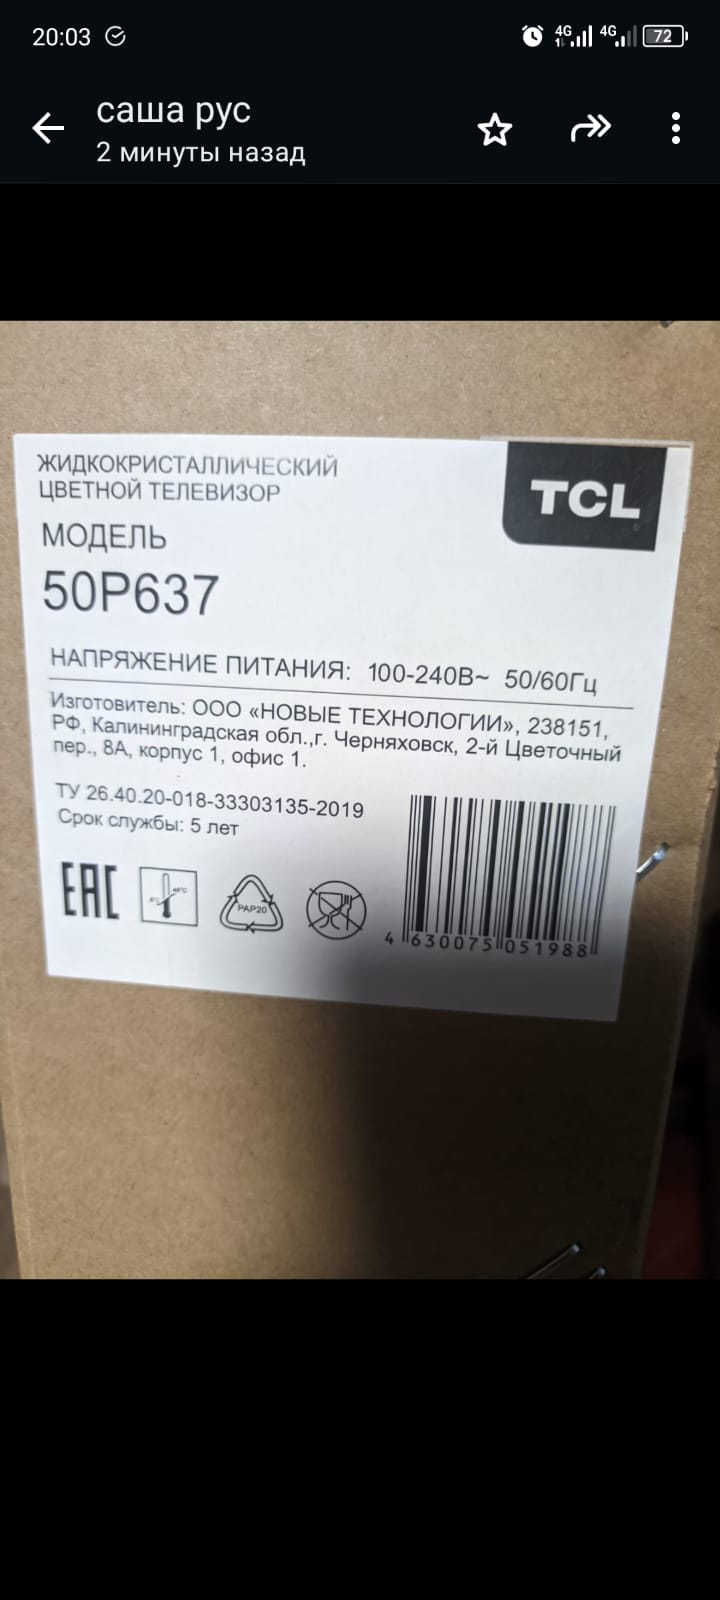 20:03
4G 4G 72
саша рус
2 минуты назад
ЖИДКОКРИСТАЛЛИЧЕСКИЙ
ЦВЕТНОЙ ТЕЛЕВИЗОР
TCL
МОДЕЛЬ
50P637
НАПРЯЖЕНИЕ ПИТАНИЯ: 100-240В~ 50/60Гц
Изготовитель: ООО «НОВЫЕ ТЕХНОЛОГИИ», 238151,
РФ, Калининградская обл.,г. Черняховск, 2-й Цветочный
пер., 8А, корпус 1, офис 1.
ТУ 26.40.20-018-33303135-2019
Срок службы: 5 лет
EAC
PAP20
4 630075 051988